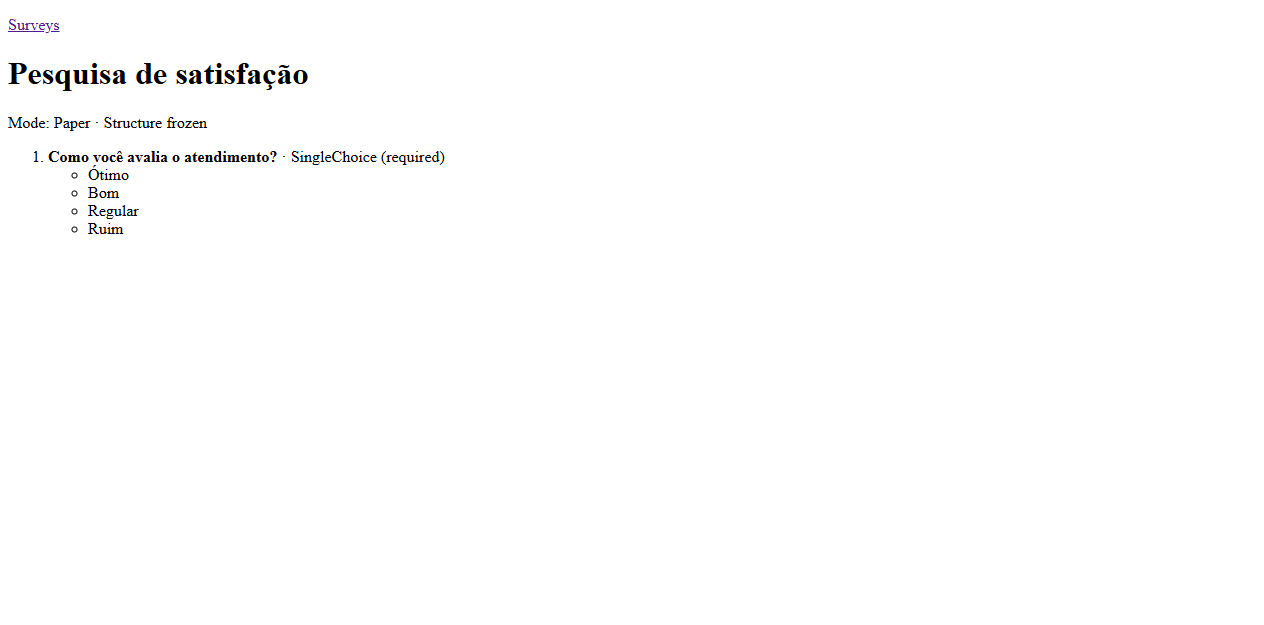 Surveys
Pesquisa de satisfação
Mode: Paper · Structure frozen
1. Como você avalia o atendimento? · SingleChoice (required)
Ótimo
Bom
Regular
Ruim